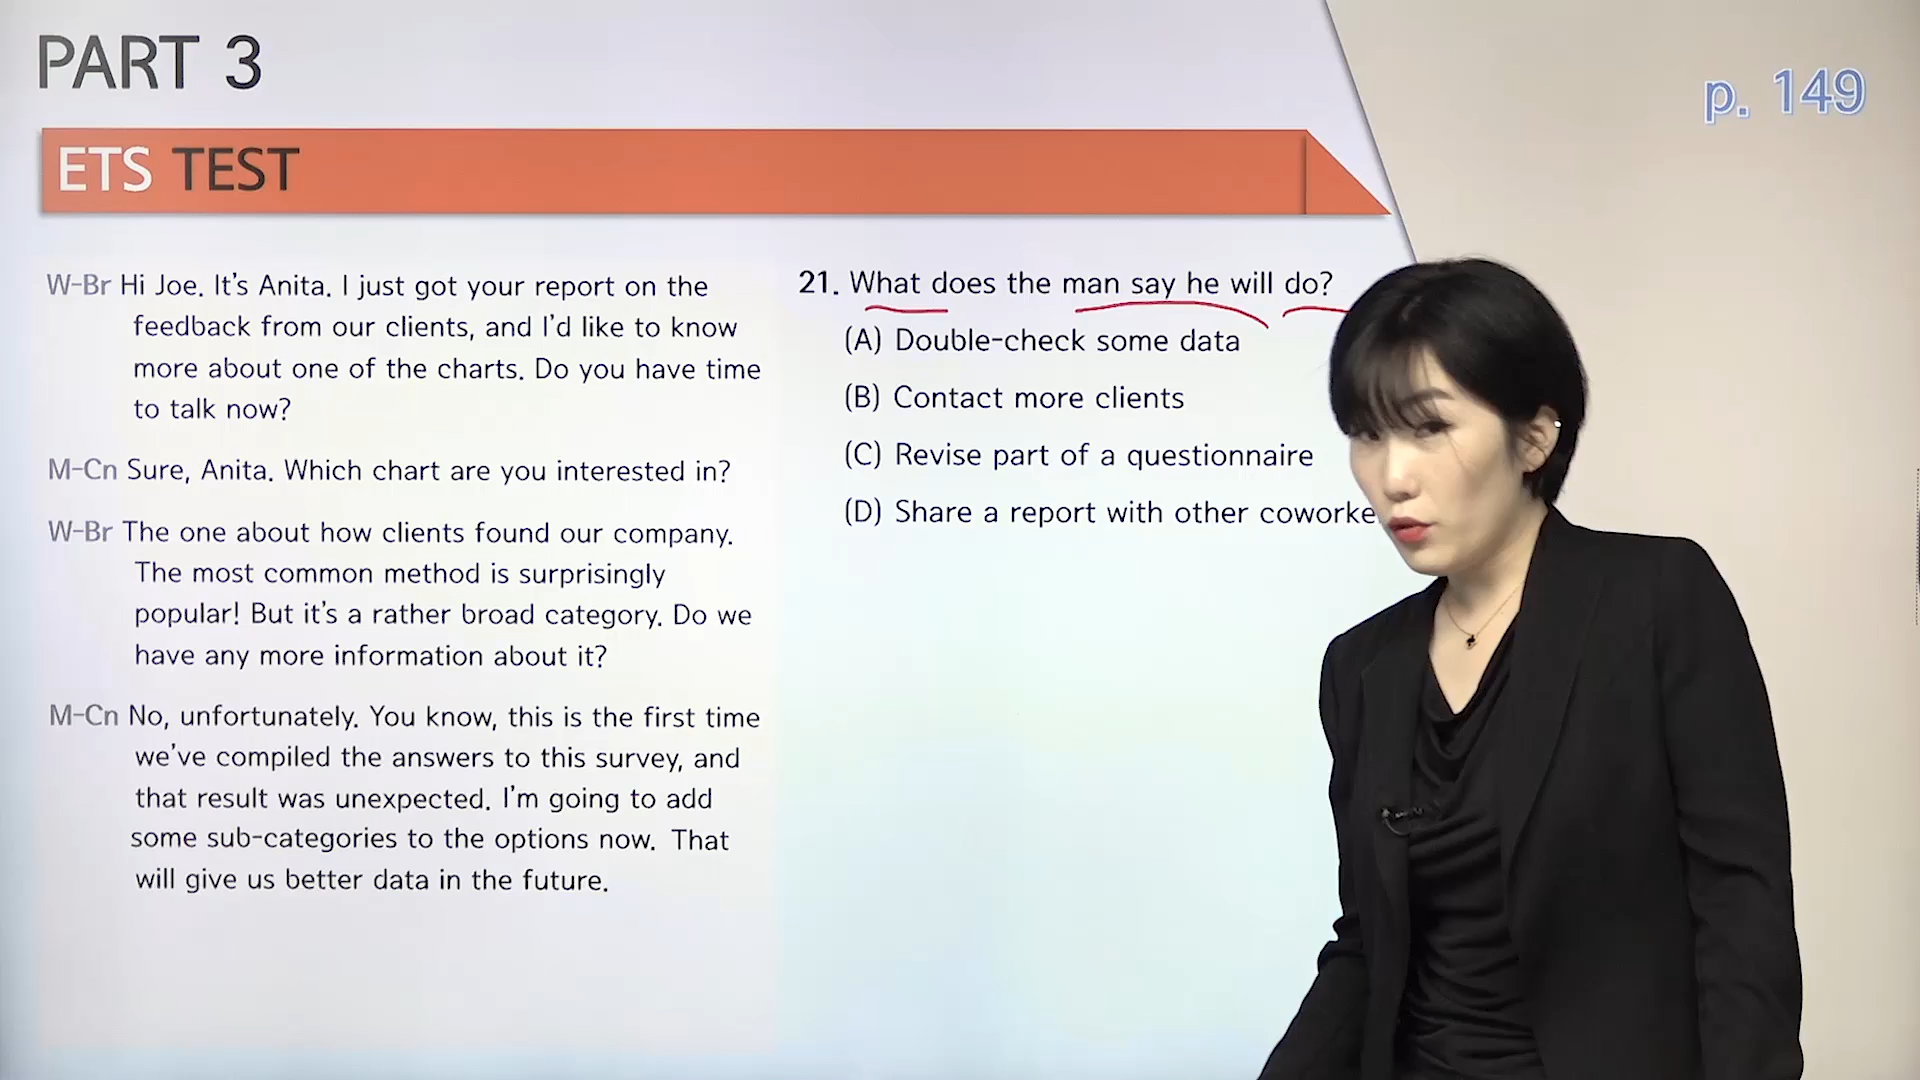 PART 3
p. 149
ETS TEST
W-Br Hi Joe. It's Anita. I just got your report on the
feedback from our clients, and I'd like to know
more about one of the charts. Do you have time
to talk now?
M-Cn Sure, Anita. Which chart are you interested in?
W-Br The one about how clients found our company.
The most common method is surprisingly
popular! But it's a rather broad category. Do we
have any more information about it?
M-Cn No, unfortunately. You know, this is the first time
we've compiled the answers to this survey, and
that result was unexpected. I'm going to add
some sub-categories to the options now. That
will give us better data in the future.
21. What does the man say he will do?
(A) Double-check some data
(B) Contact more clients
(C) Revise part of a questionnaire
(D) Share a report with other